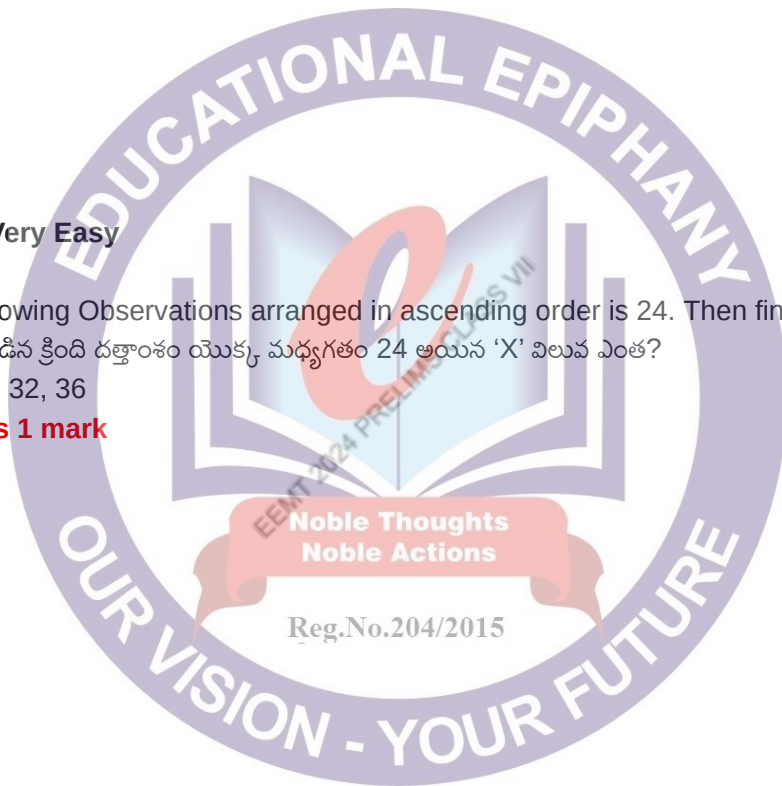 EDUCATIONAL EPIPHANY
Very Easy
owing Observations arranged in ascending order is 24. Then fin
డిన క్రింది దత్తాంశం యొక్క మధ్యగతం 24 అయిన ‘X’ విలువ ఎంత?
32, 36
s 1 mark
EEMT 2024 PRELIMS CLASS VII
Noble Thoughts
Noble Actions
Reg.No.204/2015
OUR VISION - YOUR FUTURE